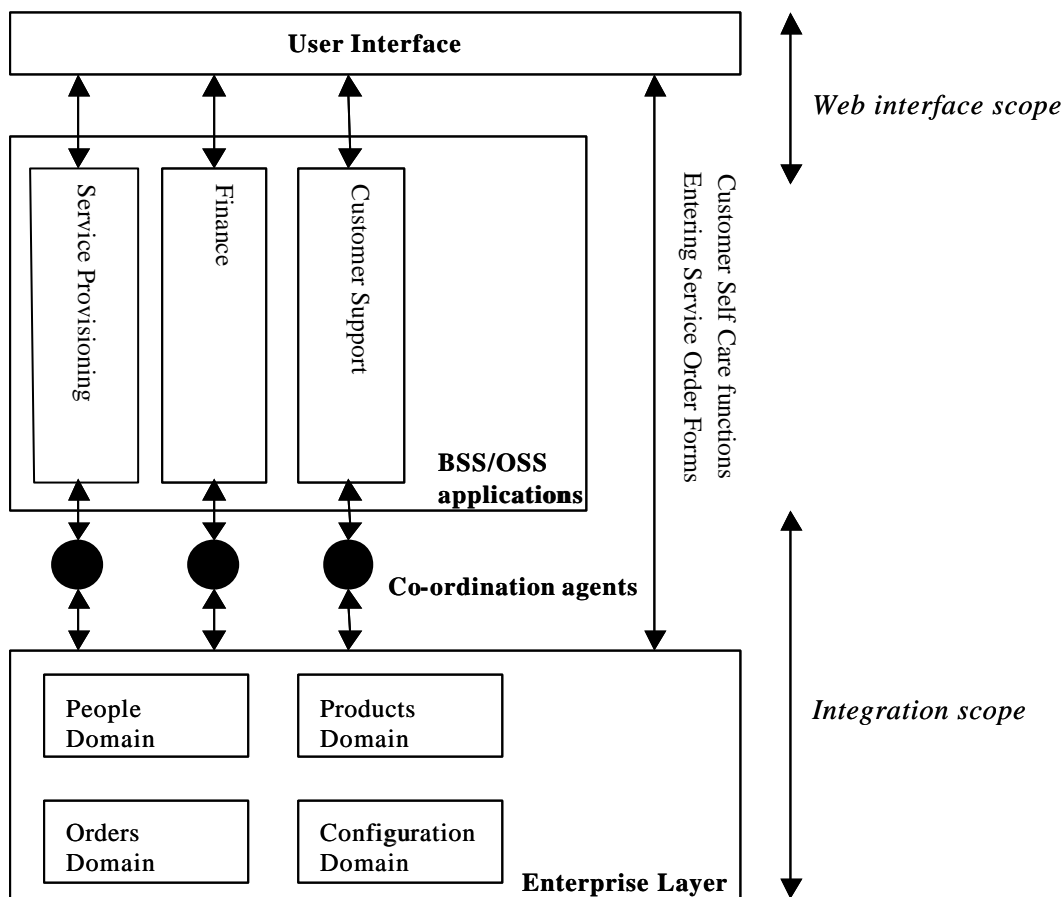 User Interface
Web interface scope
Service Provisioning
Finance
Customer Support
Customer Self Care functions
Entering Service Order Forms
BSS/OSS
applications
Co-ordination agents
People
Domain
Products
Domain
Integration scope
Orders
Domain
Configuration
Domain
Enterprise Layer